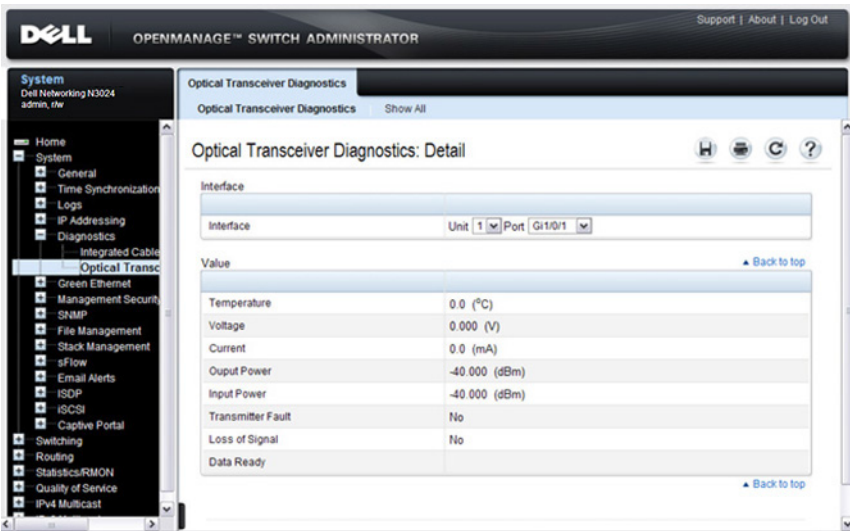 Support | About | Log Out
DELL
OPENMANAGE™ SWITCH ADMINISTRATOR
System
Dell Networking N3024
admin, r/w
Home
System
General
Time Synchronization
Logs
IP Addressing
Diagnostics
Integrated Cable
Optical Transc
Green Ethernet
Management Security
SNMP
File Management
Stack Management
sFlow
Email Alerts
ISDP
iSCSI
Captive Portal
Switching
Routing
Statistics/RMON
Quality of Service
IPv4 Multicast
Optical Transceiver Diagnostics
Optical Transceiver Diagnostics Show All
Optical Transceiver Diagnostics: Detail
Interface
Interface Unit 1 Port Gi1/0/1
Value Back to top
Temperature 0.0 (°C)
Voltage 0.000 (V)
Current 0.0 (mA)
Ouput Power -40.000 (dBm)
Input Power -40.000 (dBm)
Transmitter Fault No
Loss of Signal No
Data Ready
Back to top